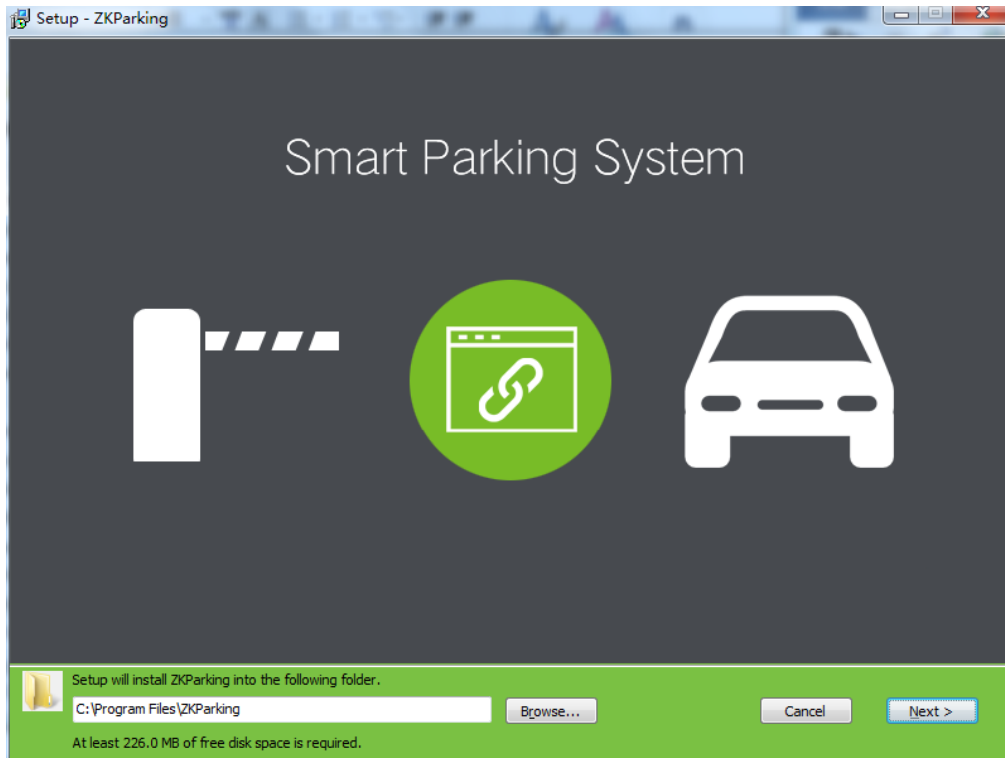 Setup - ZKParking
Smart Parking System
Setup will install ZKParking into the following folder.
C:\Program Files\ZKParking
Browse...
Cancel
Next >
At least 226.0 MB of free disk space is required.